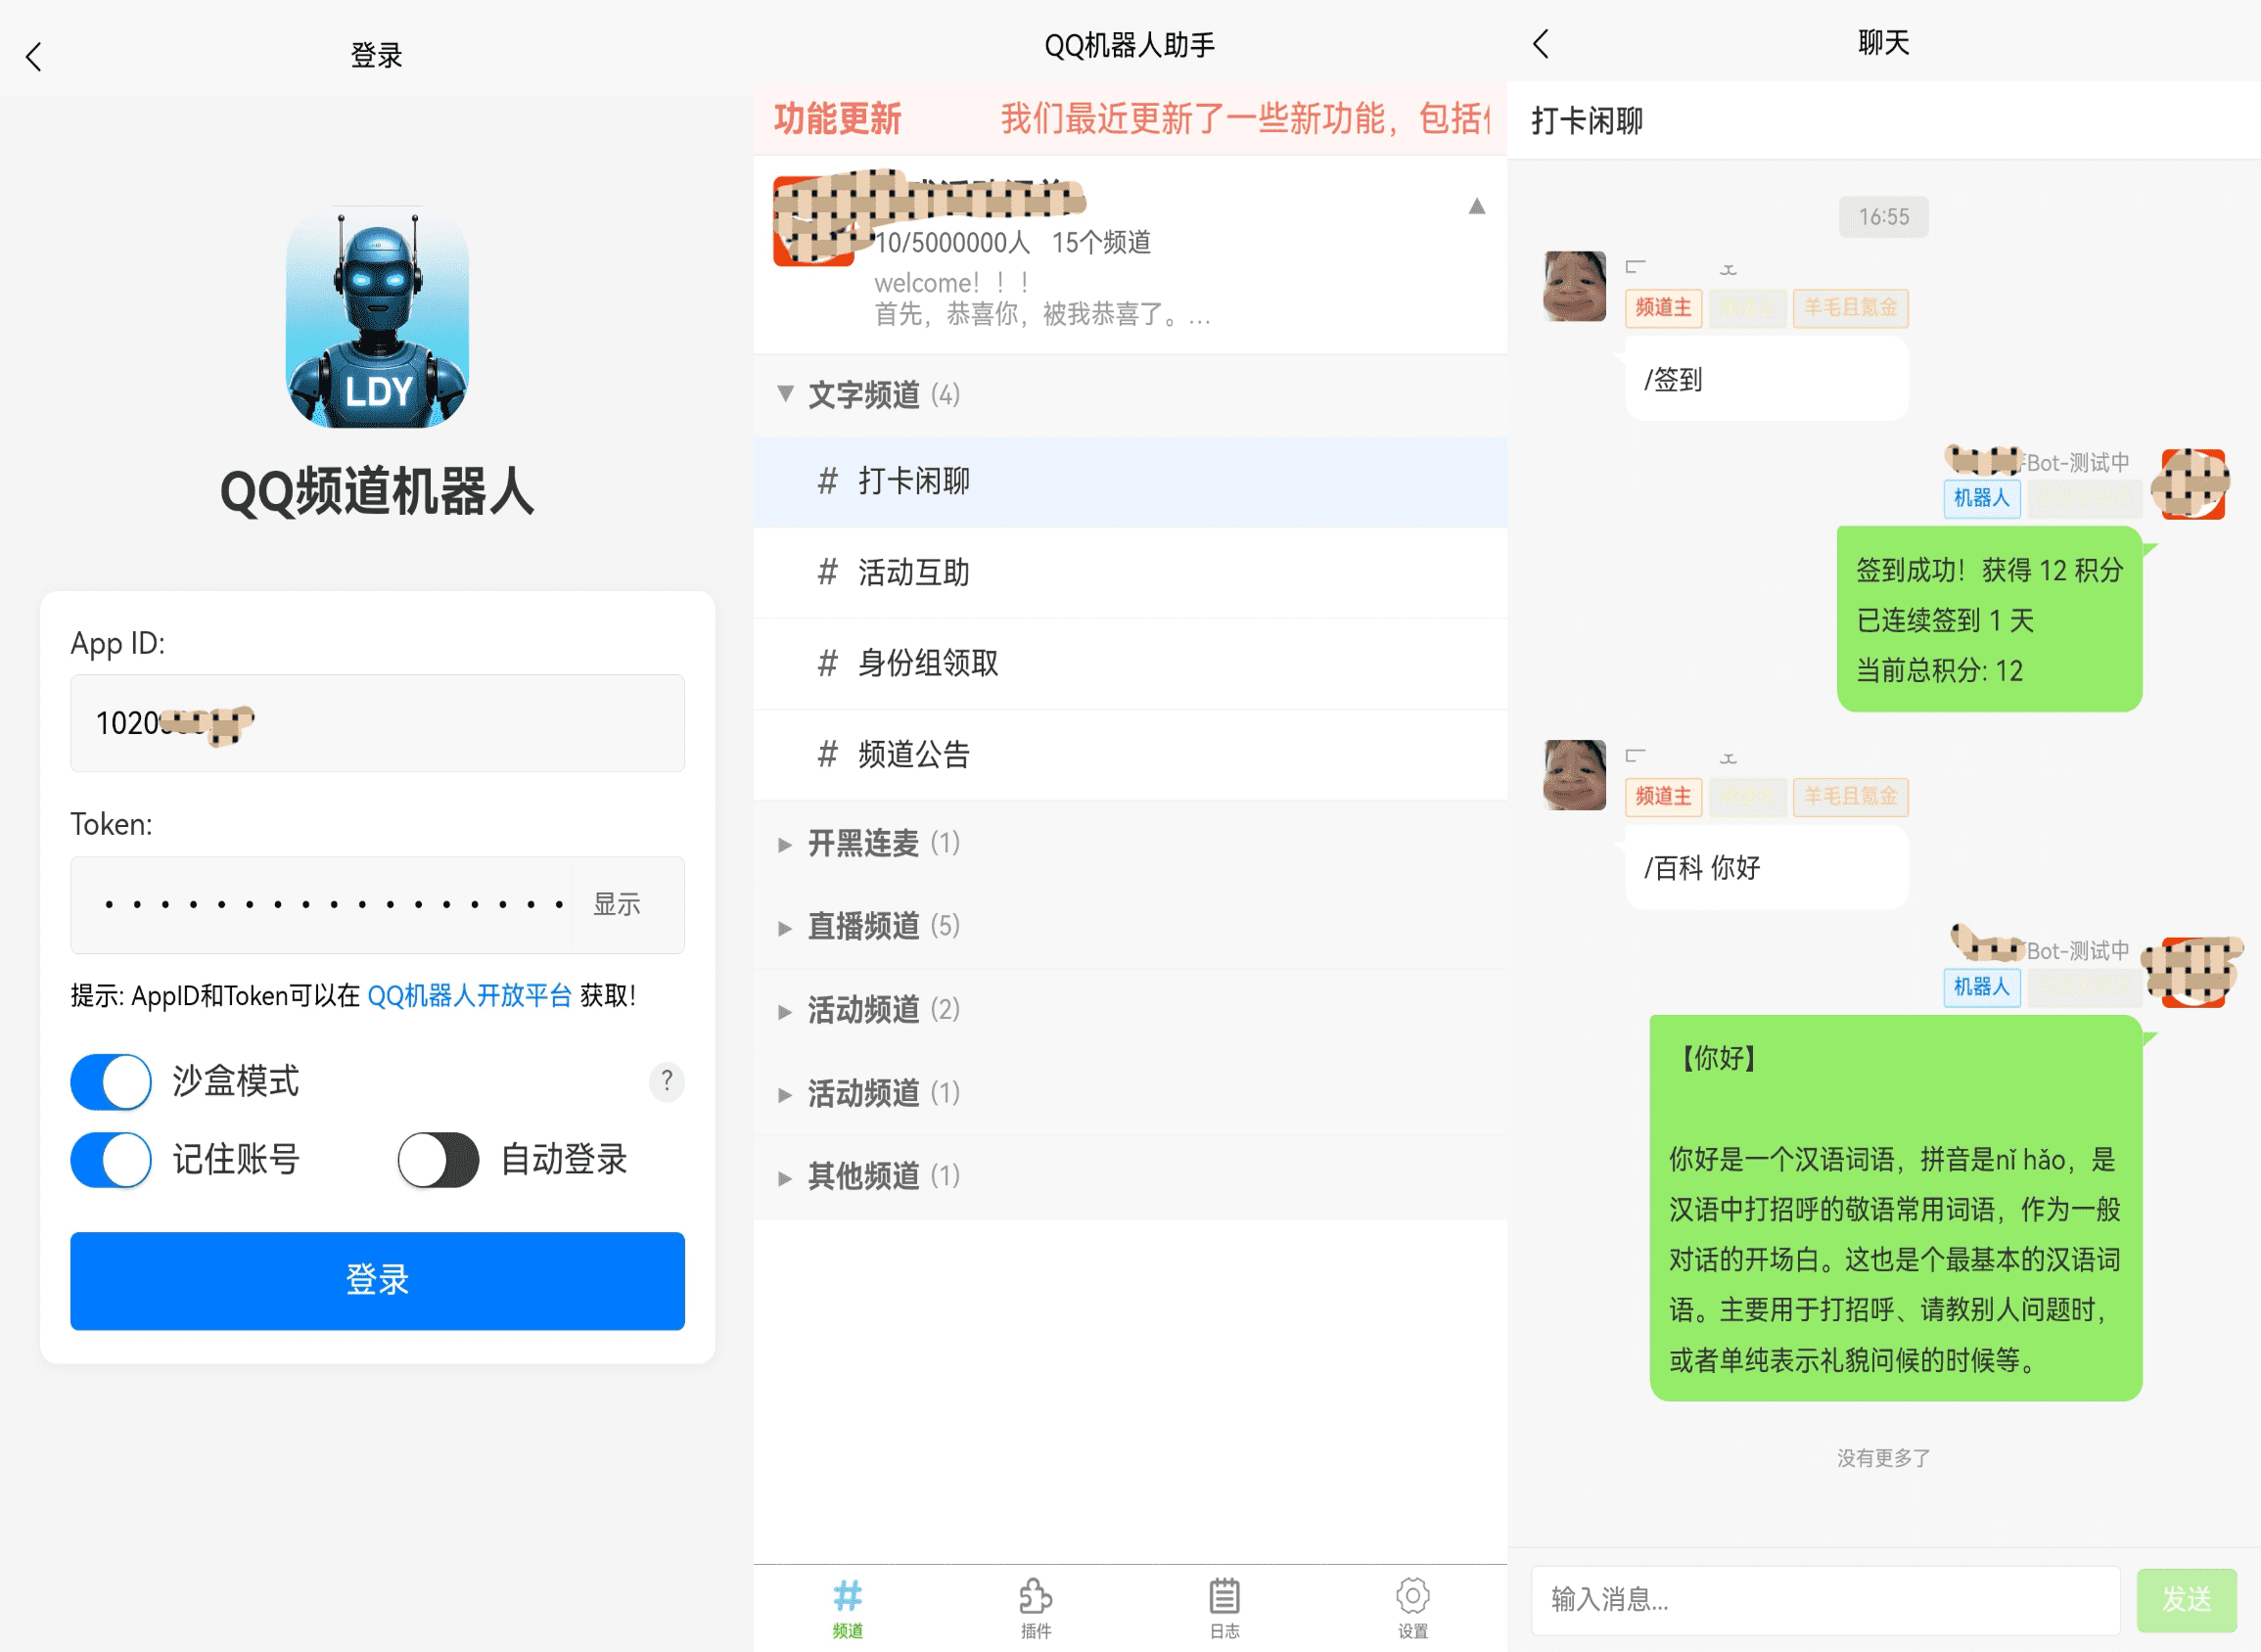 登录
LDY
QQ频道机器人
App ID:
1020
Token:
显示
提示: AppID和Token可以在 QQ机器人开放平台 获取!
沙盒模式
?
记住账号
自动登录
登录
QQ机器人助手
功能更新 我们最近更新了一些新功能，包括
10/5000000人 15个频道
welcome！！！
首先，恭喜你，被我恭喜了。...
文字频道 (4)
# 打卡闲聊
# 活动互助
# 身份组领取
# 频道公告
开黑连麦 (1)
直播频道 (5)
活动频道 (2)
活动频道 (1)
其他频道 (1)
频道
插件
日志
设置
聊天
打卡闲聊
16:55
频道主 羊毛且氪金
/签到
Bot-测试中
机器人
签到成功！获得 12 积分
已连续签到 1 天
当前总积分: 12
频道主 羊毛且氪金
/百科 你好
Bot-测试中
机器人
【你好】
你好是一个汉语词语，拼音是nǐ hǎo，是
汉语中打招呼的敬语常用词语，作为一般
对话的开场白。这也是个最基本的汉语词
语。主要用于打招呼、请教别人问题时，
或者单纯表示礼貌问候的时候等。
没有更多了
输入消息...
发送